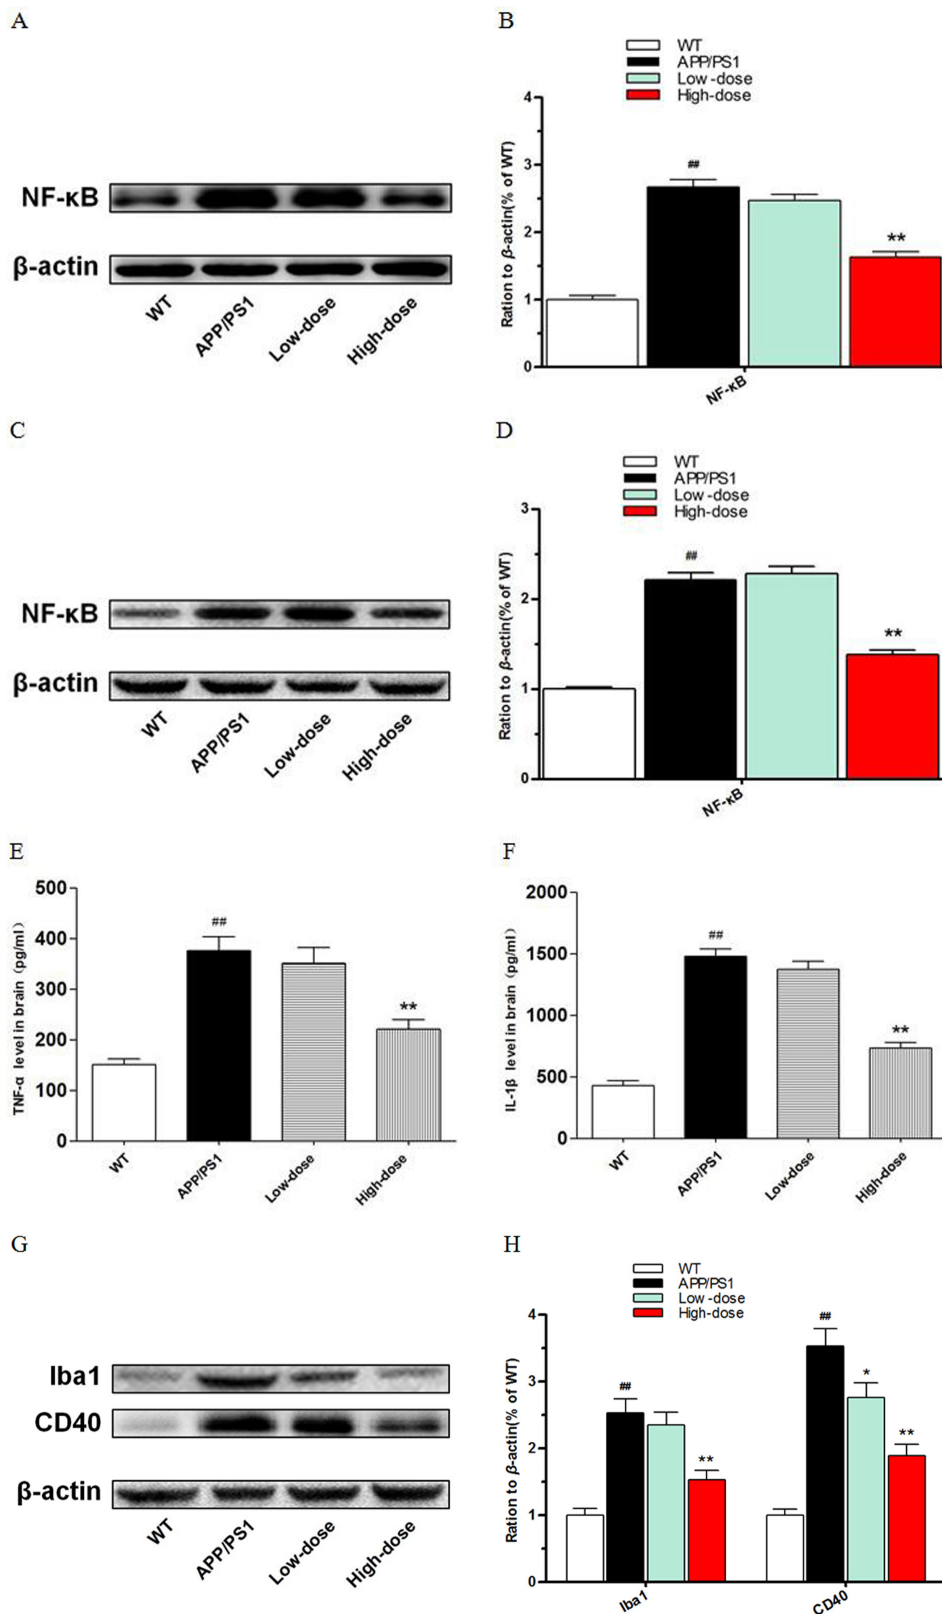 A
NF-κB
β-actin
WT
APP/PS1
Low-dose
High-dose
B
WT
APP/PS1
Low-dose
High-dose
Ration to β-actin(% of WT)
4
3
2
1
0
##
**
NF-κB
C
NF-κB
β-actin
WT
APP/PS1
Low-dose
High-dose
D
WT
APP/PS1
Low-dose
High-dose
Ration to β-actin(% of WT)
3
2
1
0
##
**
NF-κB
E
TNF-α level in brain (pg/ml)
500
400
300
200
100
0
##
**
WT
APP/PS1
Low-dose
High-dose
F
IL-1β level in brain (pg/ml)
2000
1500
1000
500
0
##
**
WT
APP/PS1
Low-dose
High-dose
G
Iba1
CD40
β-actin
WT
APP/PS1
Low-dose
High-dose
H
WT
APP/PS1
Low-dose
High-dose
Ration to β-actin(% of WT)
4
3
2
1
0
##
**
##
*
**
Iba1
CD40